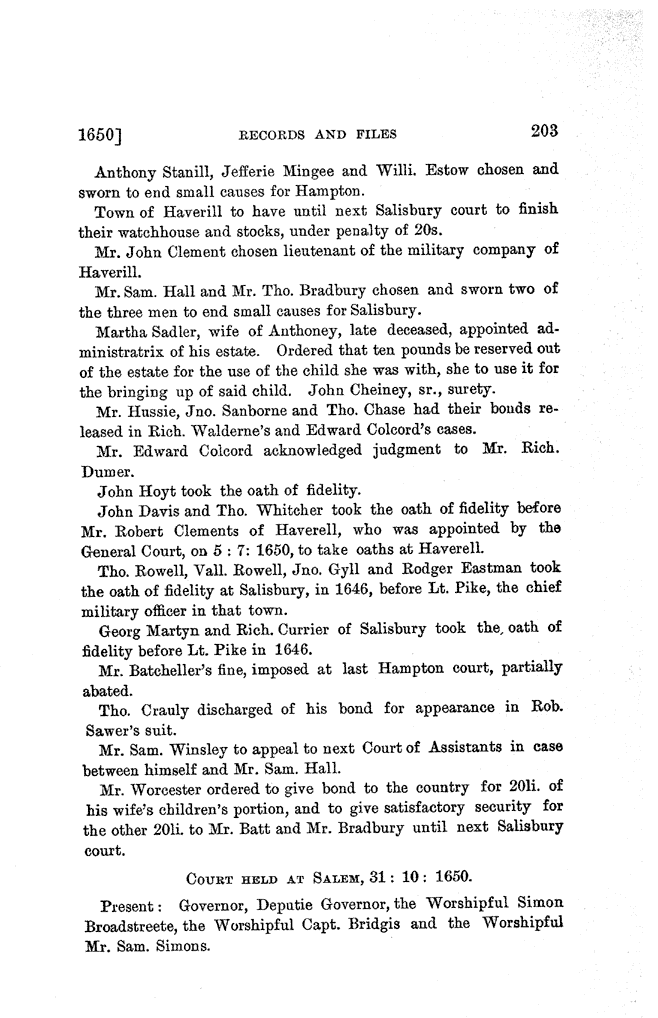 1650] RECORDS AND FILES 203
Anthony Stanill, Jefferie Mingee and Willi. Estow chosen and
sworn to end small causes for Hampton.
Town of Haverill to have until next Salisbury court to finish
their watchhouse and stocks, under penalty of 20s.
Mr. John Clement chosen lieutenant of the military company of
Haverill.
Mr. Sam. Hall and Mr. Tho. Bradbury chosen and sworn two of
the three men to end small causes for Salisbury.
Martha Sadler, wife of Anthoney, late deceased, appointed ad-
ministratrix of his estate. Ordered that ten pounds be reserved out
of the estate for the use of the child she was with, she to use it for
the bringing up of said child. John Cheiney, sr., surety.
Mr. Hussie, Jno. Sanborne and Tho. Chase had their bonds re-
leased in Rich. Walderne's and Edward Colcord's cases.
Mr. Edward Colcord acknowledged judgment to Mr. Rich.
Dumer.
John Hoyt took the oath of fidelity.
John Davis and Tho. Whitcher took the oath of fidelity before
Mr. Robert Clements of Haverell, who was appointed by the
General Court, on 5 : 7: 1650, to take oaths at Haverell.
Tho. Rowell, Vall. Rowell, Jno. Gyll and Rodger Eastman took
the oath of fidelity at Salisbury, in 1646, before Lt. Pike, the chief
military officer in that town.
Georg Martyn and Rich. Currier of Salisbury took the, oath of
fidelity before Lt. Pike in 1646.
Mr. Batcheller's fine, imposed at last Hampton court, partially
abated.
Tho. Crauly discharged of his bond for appearance in Rob.
Sawer's suit.
Mr. Sam. Winsley to appeal to next Court of Assistants in case
between himself and Mr. Sam. Hall.
Mr. Worcester ordered to give bond to the country for 20li. of
his wife's children's portion, and to give satisfactory security for
the other 20li. to Mr. Batt and Mr. Bradbury until next Salisbury
court.
COURT HELD AT SALEM, 31 : 10 : 1650.
Present : Governor, Deputie Governor, the Worshipful Simon
Broadstreete, the Worshipful Capt. Bridgis and the Worshipful
Mr. Sam. Simons.